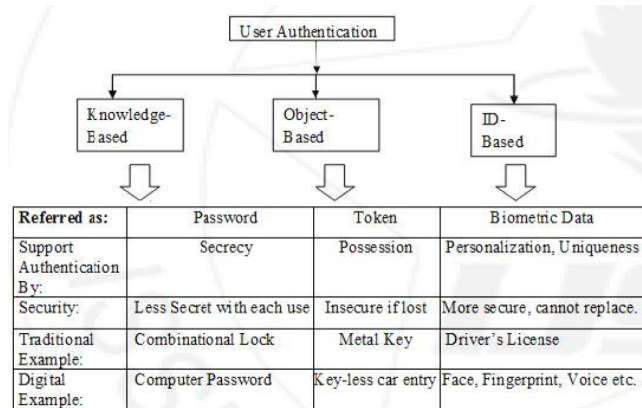 User Authentication
Knowledge-
Based
Object-
Based
ID-
Based
Referred as: Password Token Biometric Data
Support Secrecy Possession Personalization, Uniqueness
Authentication
By:
Security: Less Secret with each use Insecure if lost More secure, cannot replace.
Traditional Combinational Lock Metal Key Driver's License
Example:
Digital Computer Password Key-less car entry Face, Fingerprint, Voice etc.
Example: